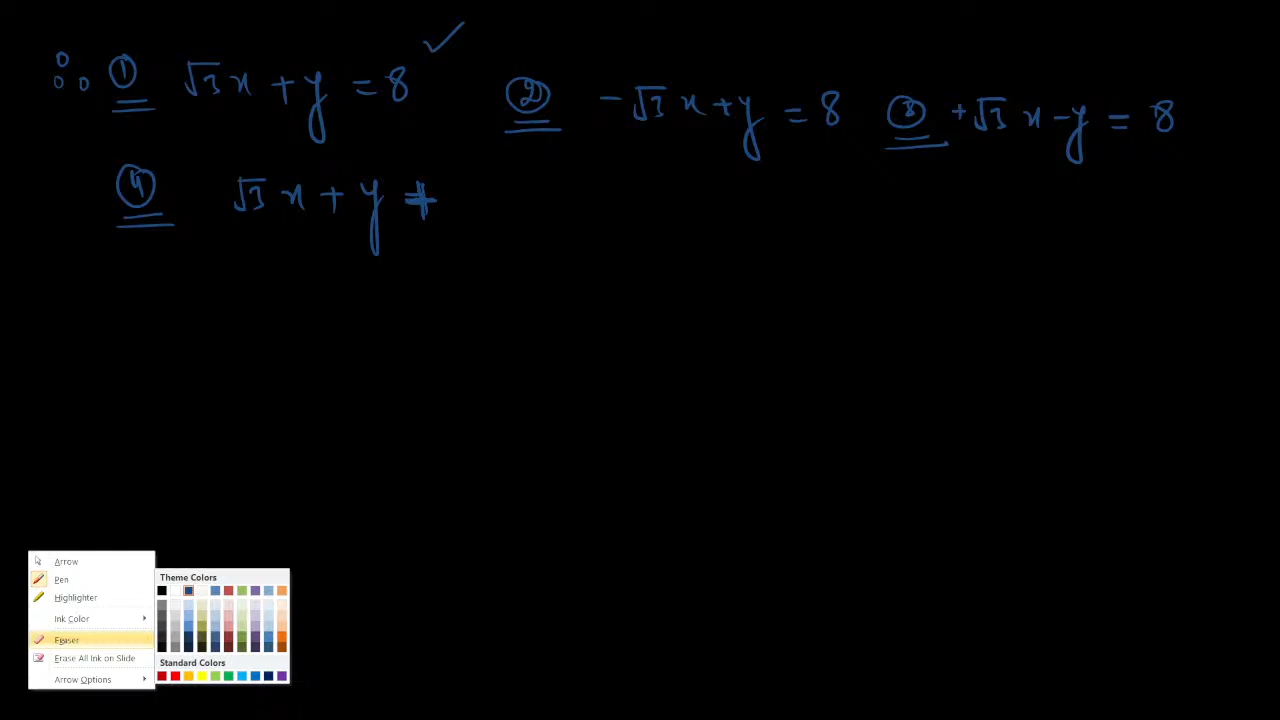 ∴ ① √3x + y = 8 ✓ ② -√3x + y = 8 ③ +√3x - y = 8
④ √3x + y +
Arrow
Pen
Highlighter
Ink Color
Eraser
Erase All Ink on Slide
Arrow Options
Theme Colors
Standard Colors